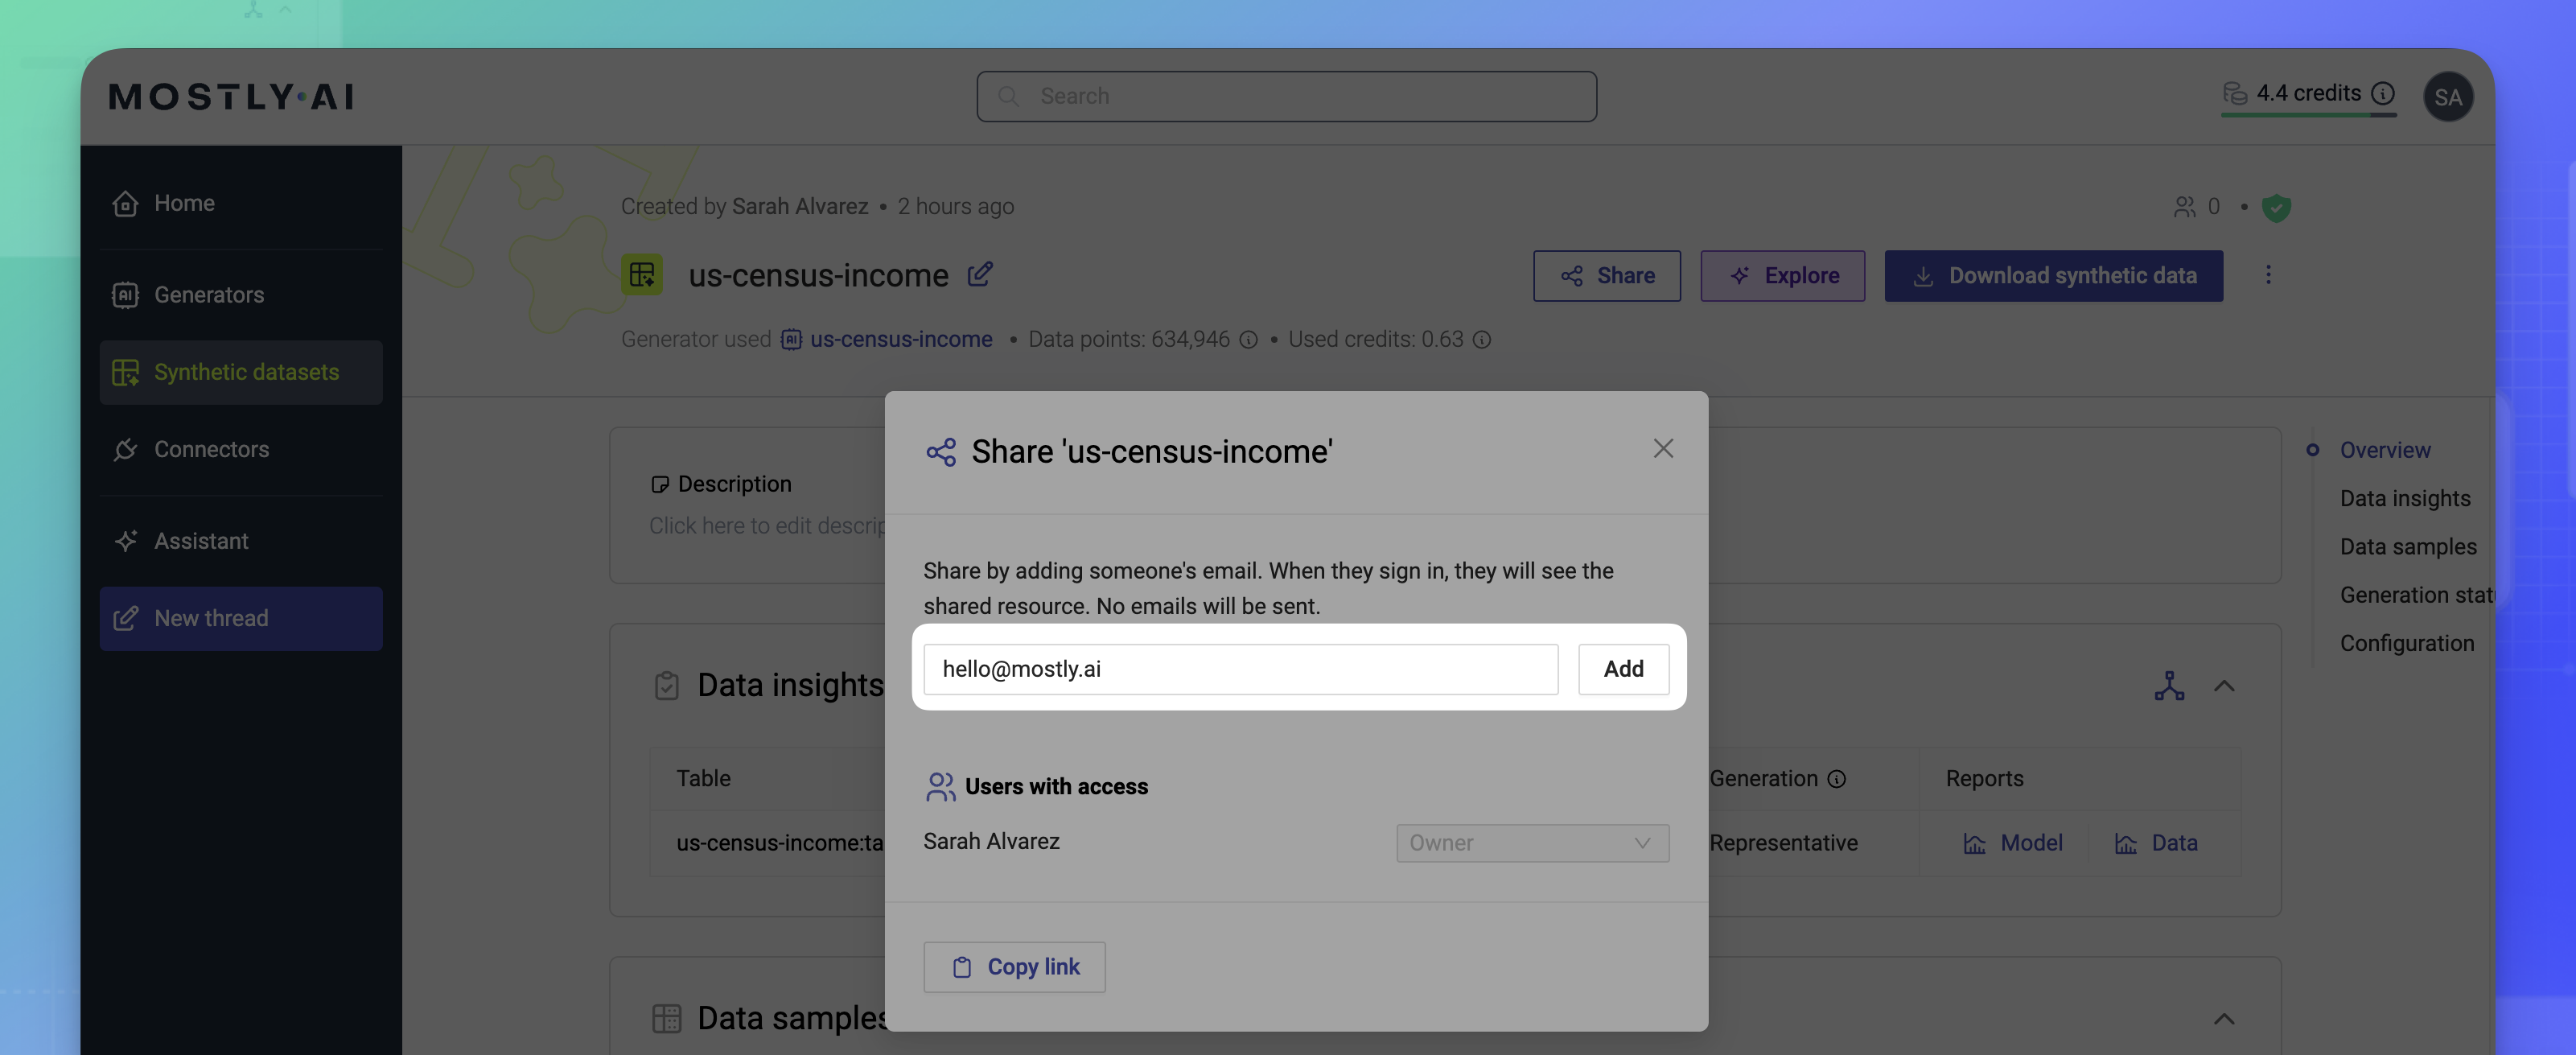 MOSTLY·AI
Search
4.4 credits
SA
Home
Generators
Synthetic datasets
Connectors
Assistant
New thread
Created by Sarah Alvarez • 2 hours ago
0 •
us-census-income
Share
Explore
Download synthetic data
Generator used AI us-census-income • Data points: 634,946 • Used credits: 0.63
Description
Click here to edit descrip
Share 'us-census-income'
Share by adding someone's email. When they sign in, they will see the
shared resource. No emails will be sent.
hello@mostly.ai
Add
Users with access
Sarah Alvarez
Owner
Copy link
Overview
Data insights
Data samples
Generation stat
Configuration
Data insights
Table
Generation
Reports
us-census-income:ta
Representative
Model
Data
Data samples